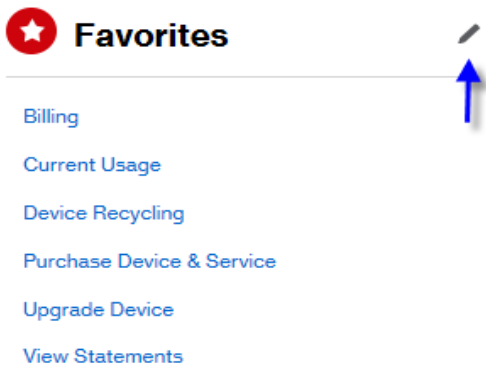 Favorites
Billing
Current Usage
Device Recycling
Purchase Device & Service
Upgrade Device
View Statements